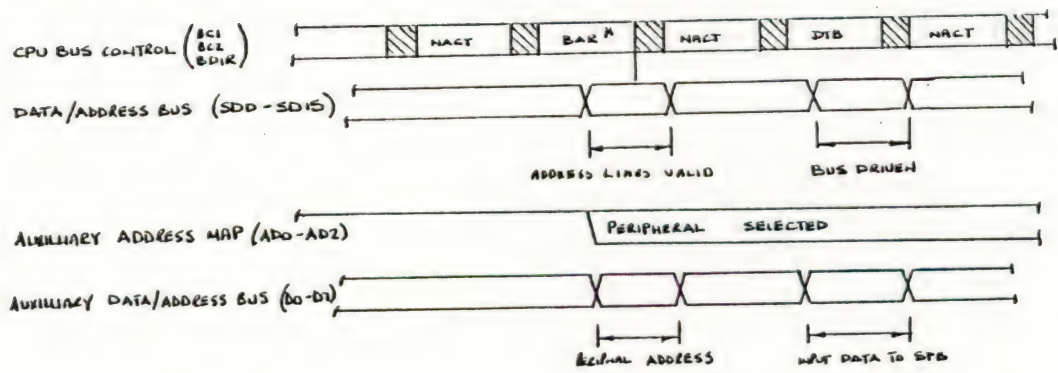 CPU BUS CONTROL (BC1 BC2 BDIR)
NACT BAR* NACT DTB NACT
DATA/ADDRESS BUS (SD0-SD15)
ADDRESS LINES VALID BUS DRIVEN
AUXILIARY ADDRESS MAP (AD0-AD2)
PERIPHERAL SELECTED
AUXILLIARY DATA/ADDRESS BUS (D0-D7)
ADDRESS INPUT DATA TO